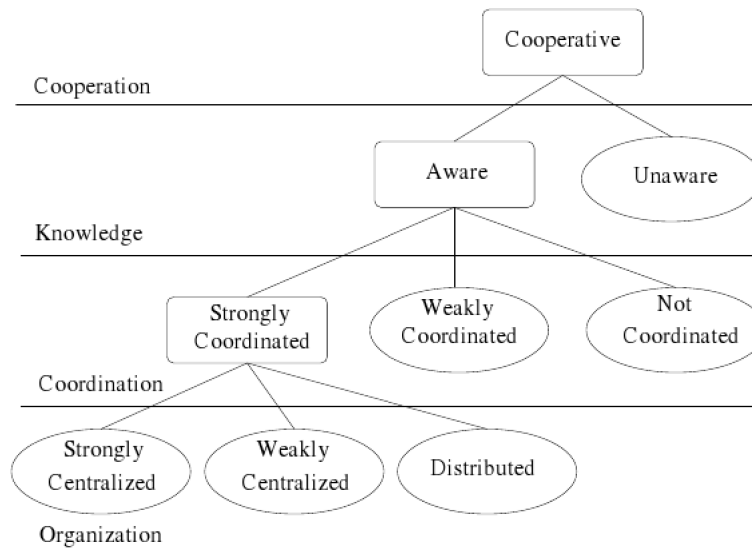 Cooperative
Cooperation
Aware
Unaware
Knowledge
Strongly
Coordinated
Weakly
Coordinated
Not
Coordinated
Coordination
Strongly
Centralized
Weakly
Centralized
Distributed
Organization